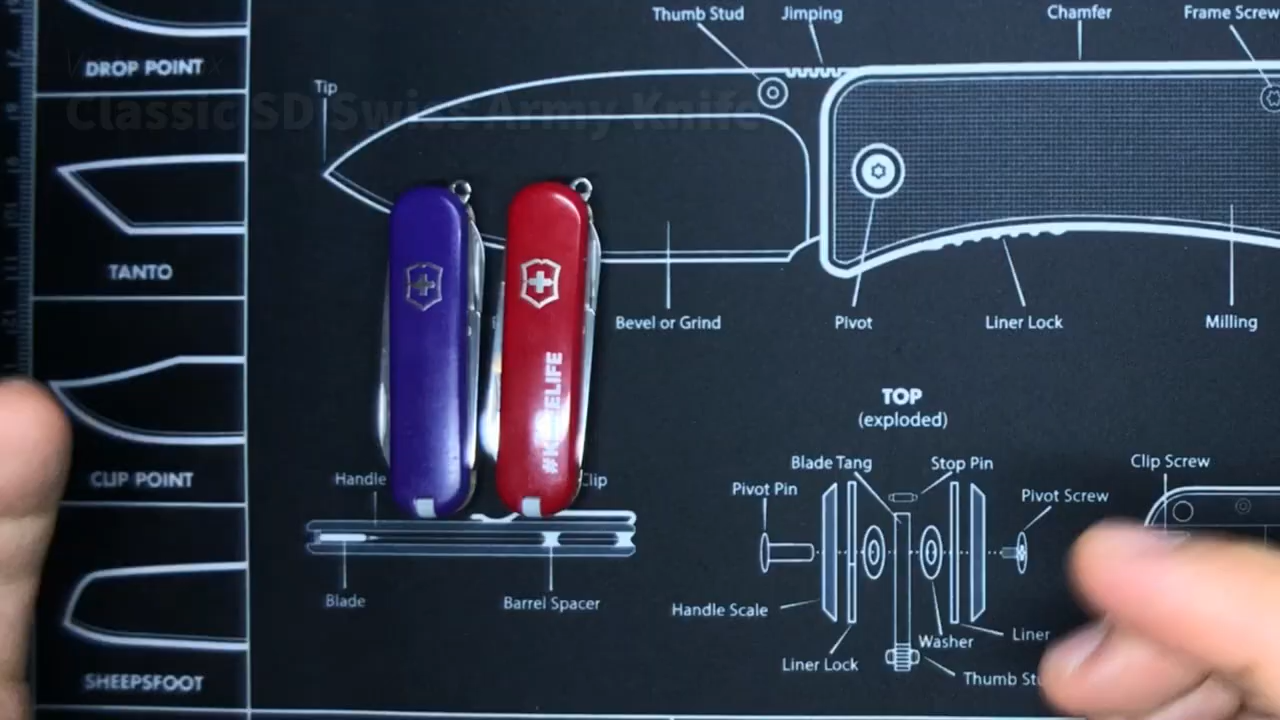 DROP POINT
TANTO
CLIP POINT
SHEEPSFOOT
Classic SD Swiss Army Knife
Thumb Stud
Jimping
Chamfer
Frame Screw
Tip
Bevel or Grind
Pivot
Liner Lock
Milling
TOP
(exploded)
Handle
Clip
Blade
Barrel Spacer
Blade Tang
Stop Pin
Pivot Pin
Pivot Screw
Clip Screw
Handle Scale
Washer
Liner
Liner Lock
Thumb Stu